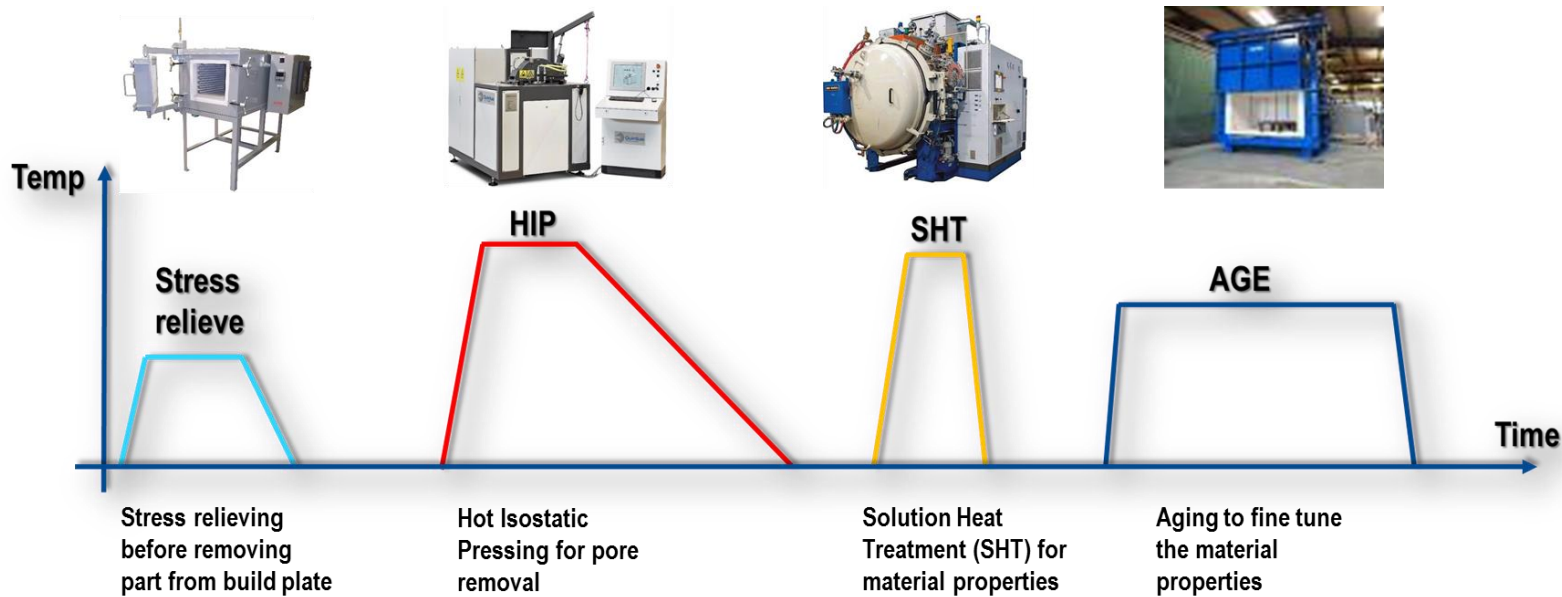 Temp
Stress
relieve
HIP
SHT
AGE
Time
Stress relieving
before removing
part from build plate
Hot Isostatic
Pressing for pore
removal
Solution Heat
Treatment (SHT) for
material properties
Aging to fine tune
the material
properties